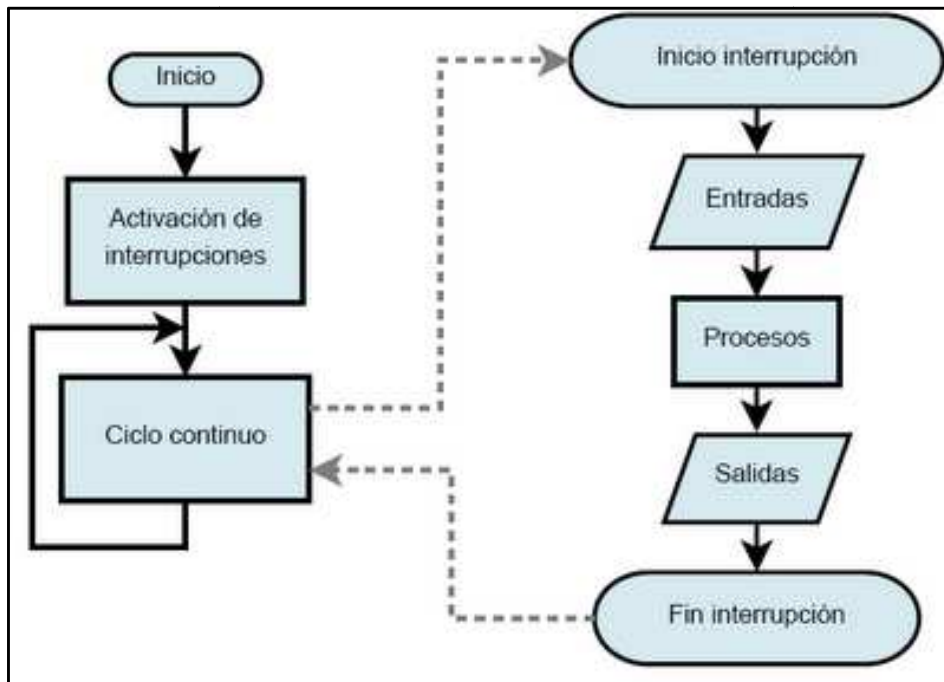 Inicio
Activación de
interrupciones
Ciclo continuo
Inicio interrupción
Entradas
Procesos
Salidas
Fin interrupción